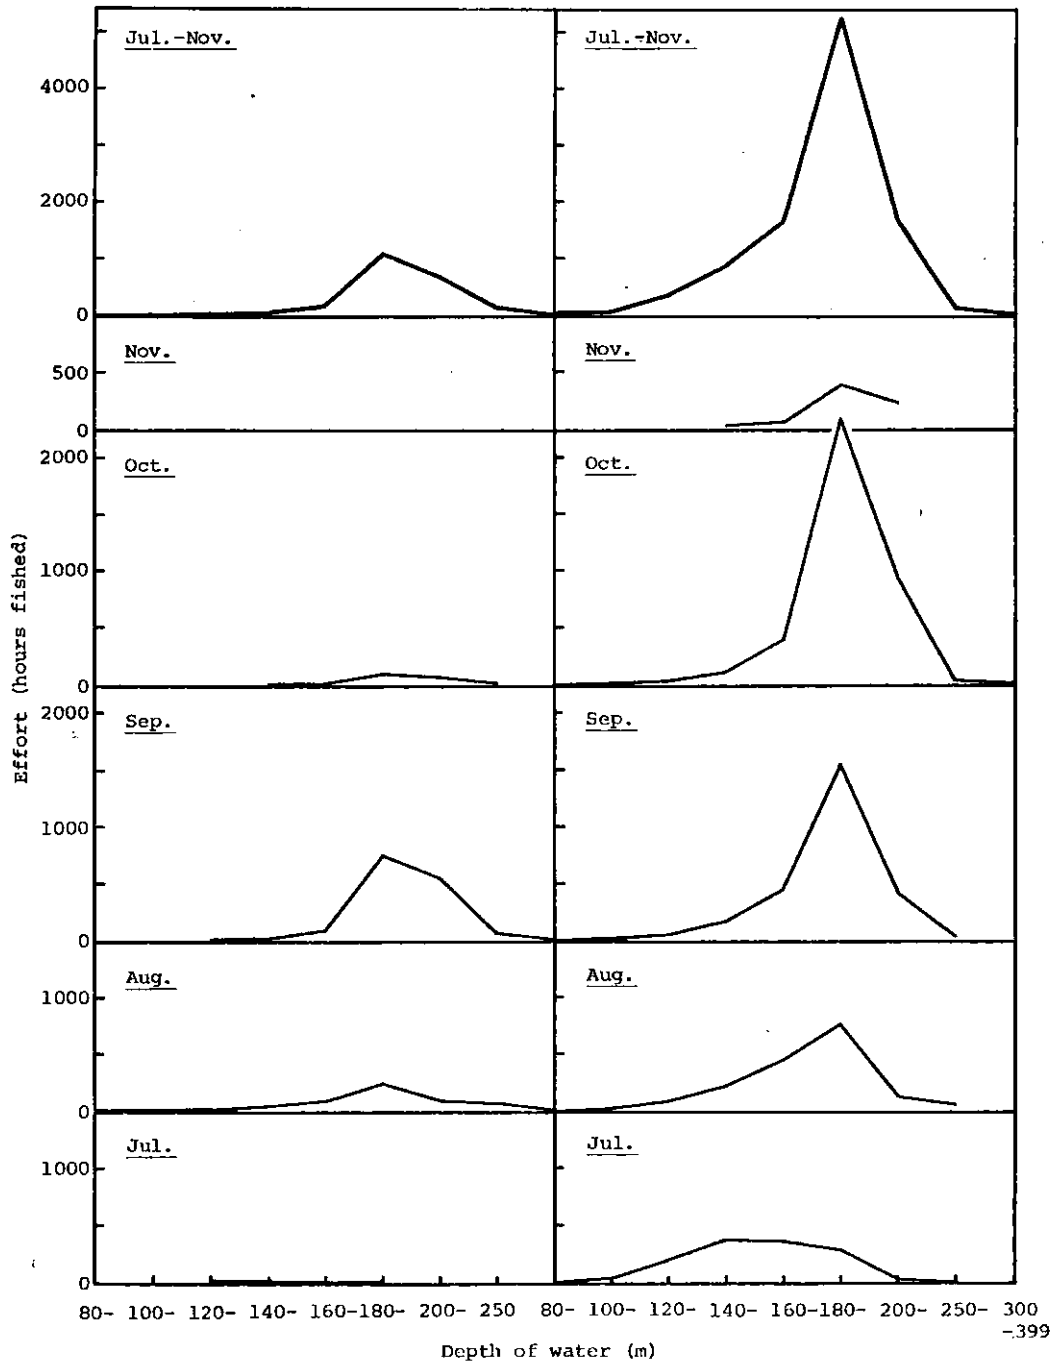 Jul.-Nov. Jul.-Nov.
4000
2000
0
Nov. Nov.
500
0
Oct. Oct.
2000
1000
0
Sep. Sep.
2000
1000
0
Aug. Aug.
1000
0
Jul. Jul.
1000
0
Effort (hours fished)
80- 100- 120- 140- 160- 180- 200- 250 80- 100- 120- 140- 160- 180- 200- 250- 300
-399
Depth of water (m)